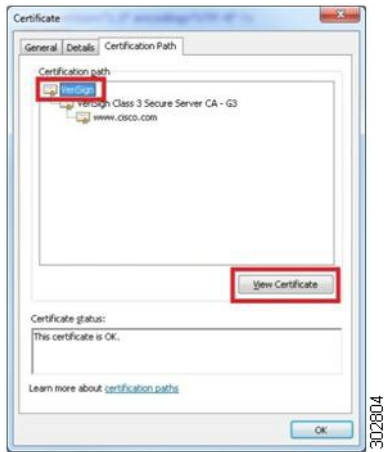 Certificate
General
Details
Certification Path
Certification path
VeriSign
VeriSign Class 3 Secure Server CA - G3
www.cisco.com
View Certificate
Certificate status:
This certificate is OK.
Learn more about certification paths
OK
302804